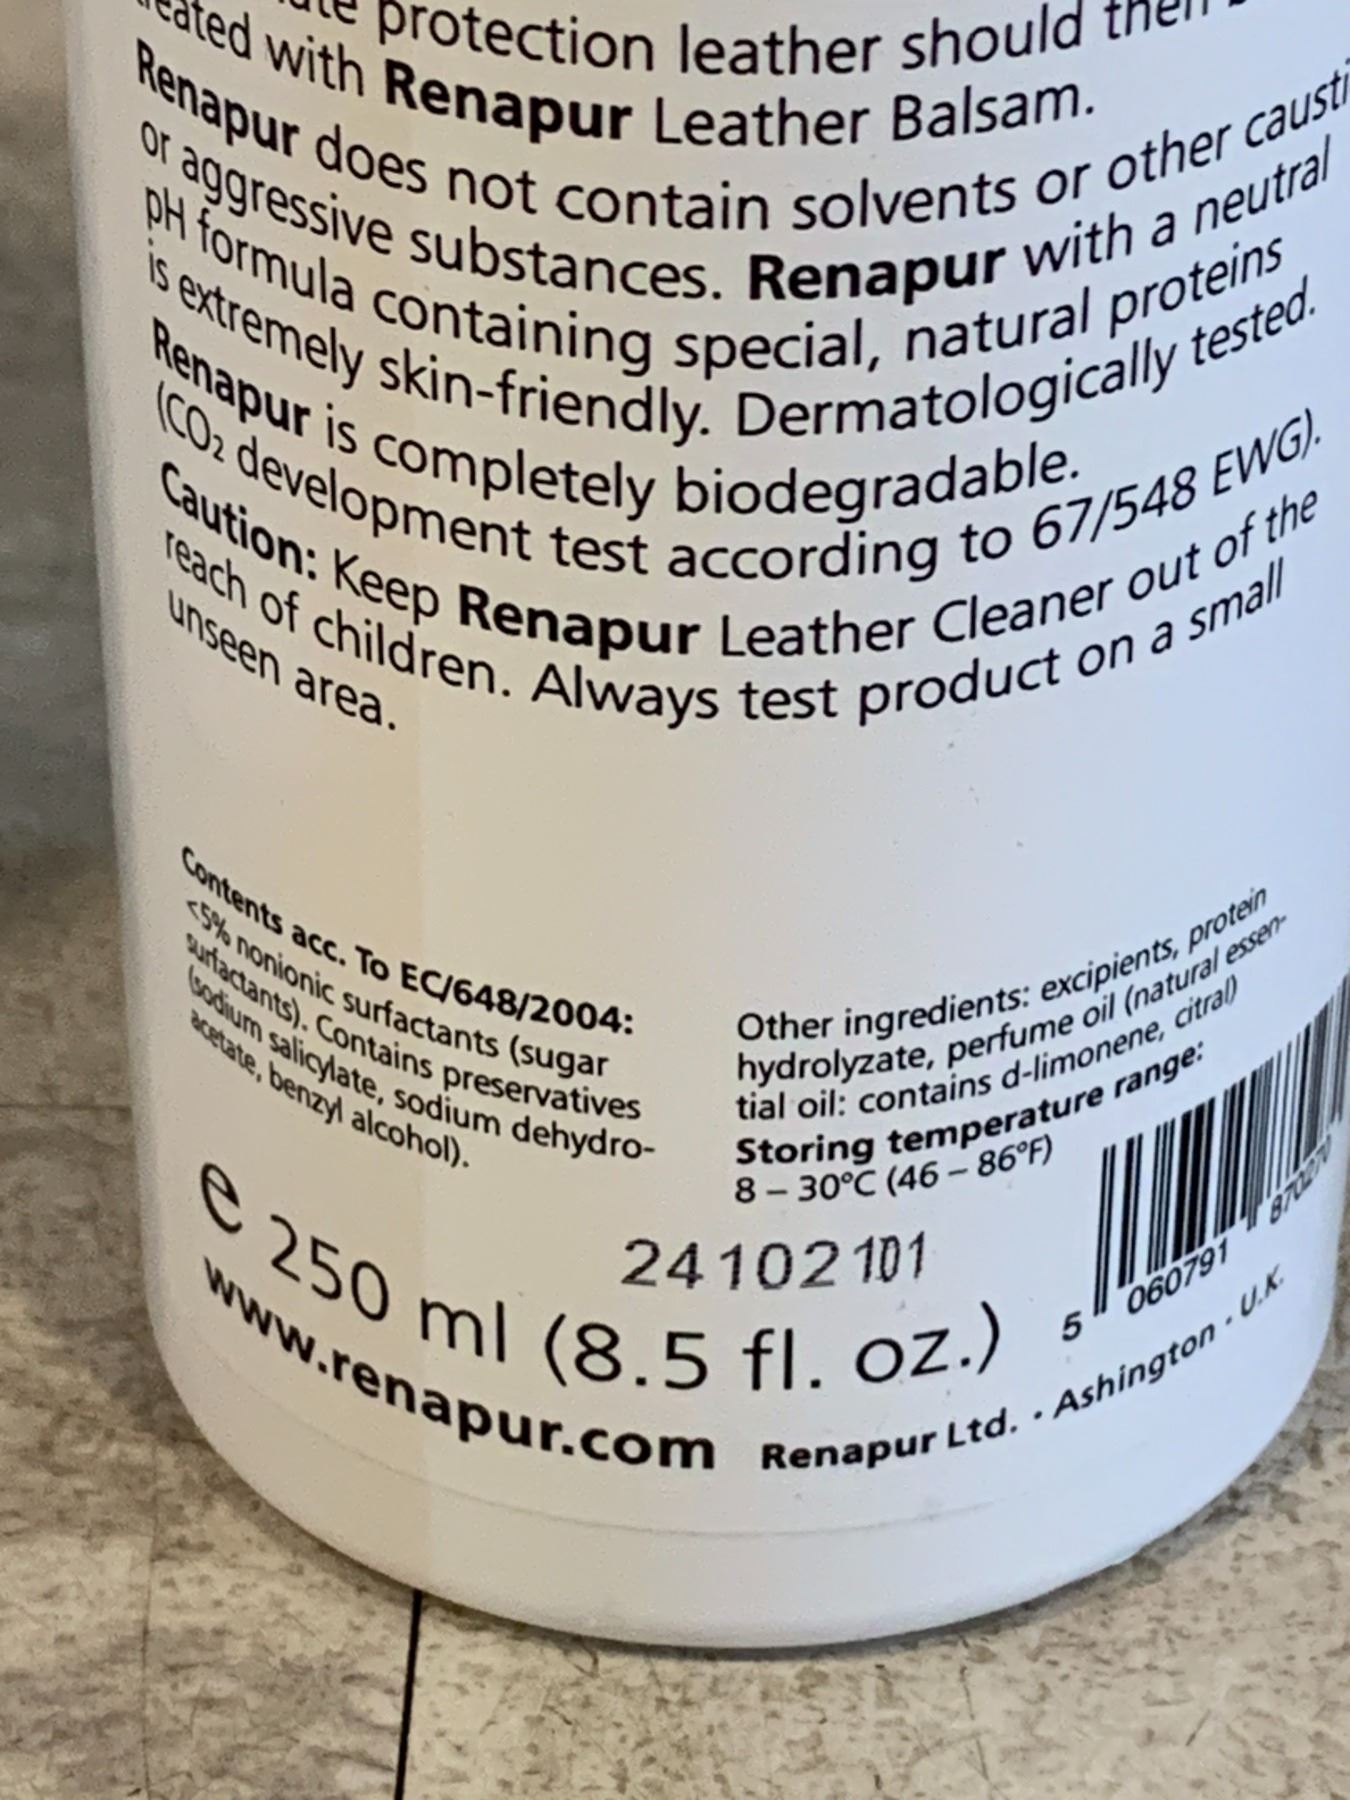 protection leather should then
treated with Renapur Leather Balsam.
Renapur does not contain solvents or other causti
or aggressive substances. Renapur with a neutral
pH formula containing special, natural proteins
is extremely skin-friendly. Dermatologically tested.
Renapur is completely biodegradable.
(CO₂ development test according to 67/548 EWG).
Caution: Keep Renapur Leather Cleaner out of the
reach of children. Always test product on a small
unseen area.
Contents acc. To EC/648/2004:
<5% nonionic surfactants (sugar
surfactants). Contains preservatives
(sodium salicylate, sodium dehydro-
acetate, benzyl alcohol).
Other ingredients: excipients, protein
hydrolyzate, perfume oil (natural essen-
tial oil: contains d-limonene, citral)
Storing temperature range:
8 – 30°C (46 – 86°F)
24102101
e 250 ml (8.5 fl. oz.)
5 060791 870270
www.renapur.com
Renapur Ltd. · Ashington · U.K.